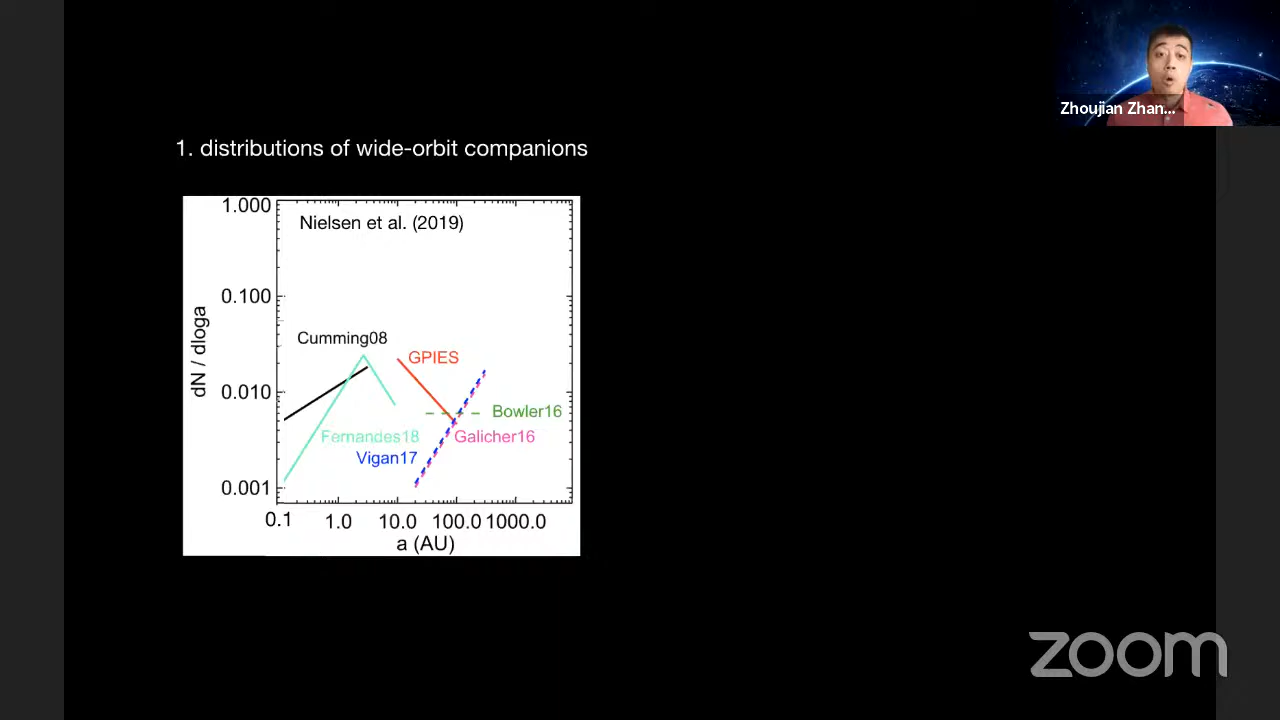 Zhoujian Zhan...
1. distributions of wide-orbit companions
1.000
Nielsen et al. (2019)
0.100
dN / dloga
Cumming08
GPIES
0.010
Bowler16
Fernandes18
Galicher16
Vigan17
0.001
0.1 1.0 10.0 100.0 1000.0
a (AU)
zoom